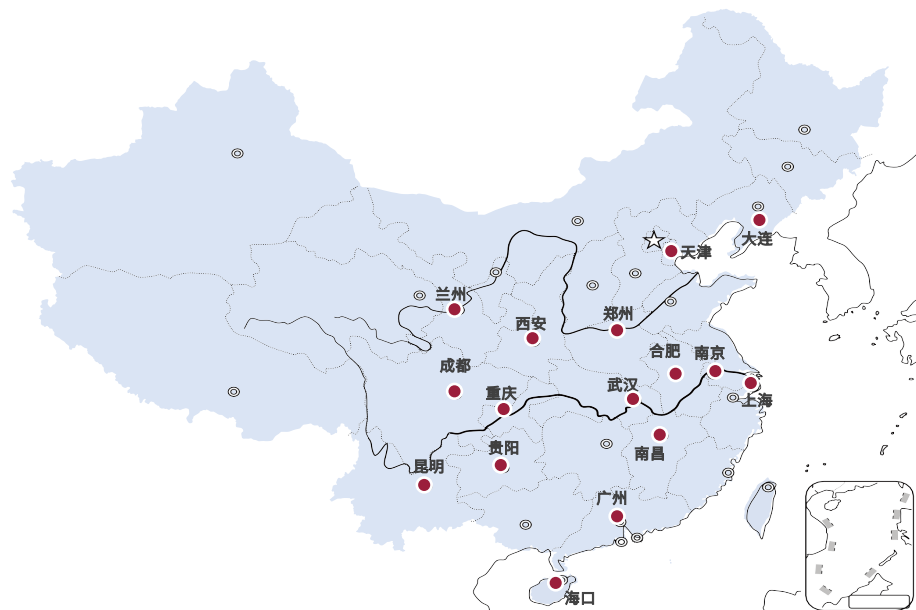 大连
天津
兰州
郑州
西安
合肥
南京
成都
武汉
重庆
上海
贵阳
南昌
昆明
广州
海口